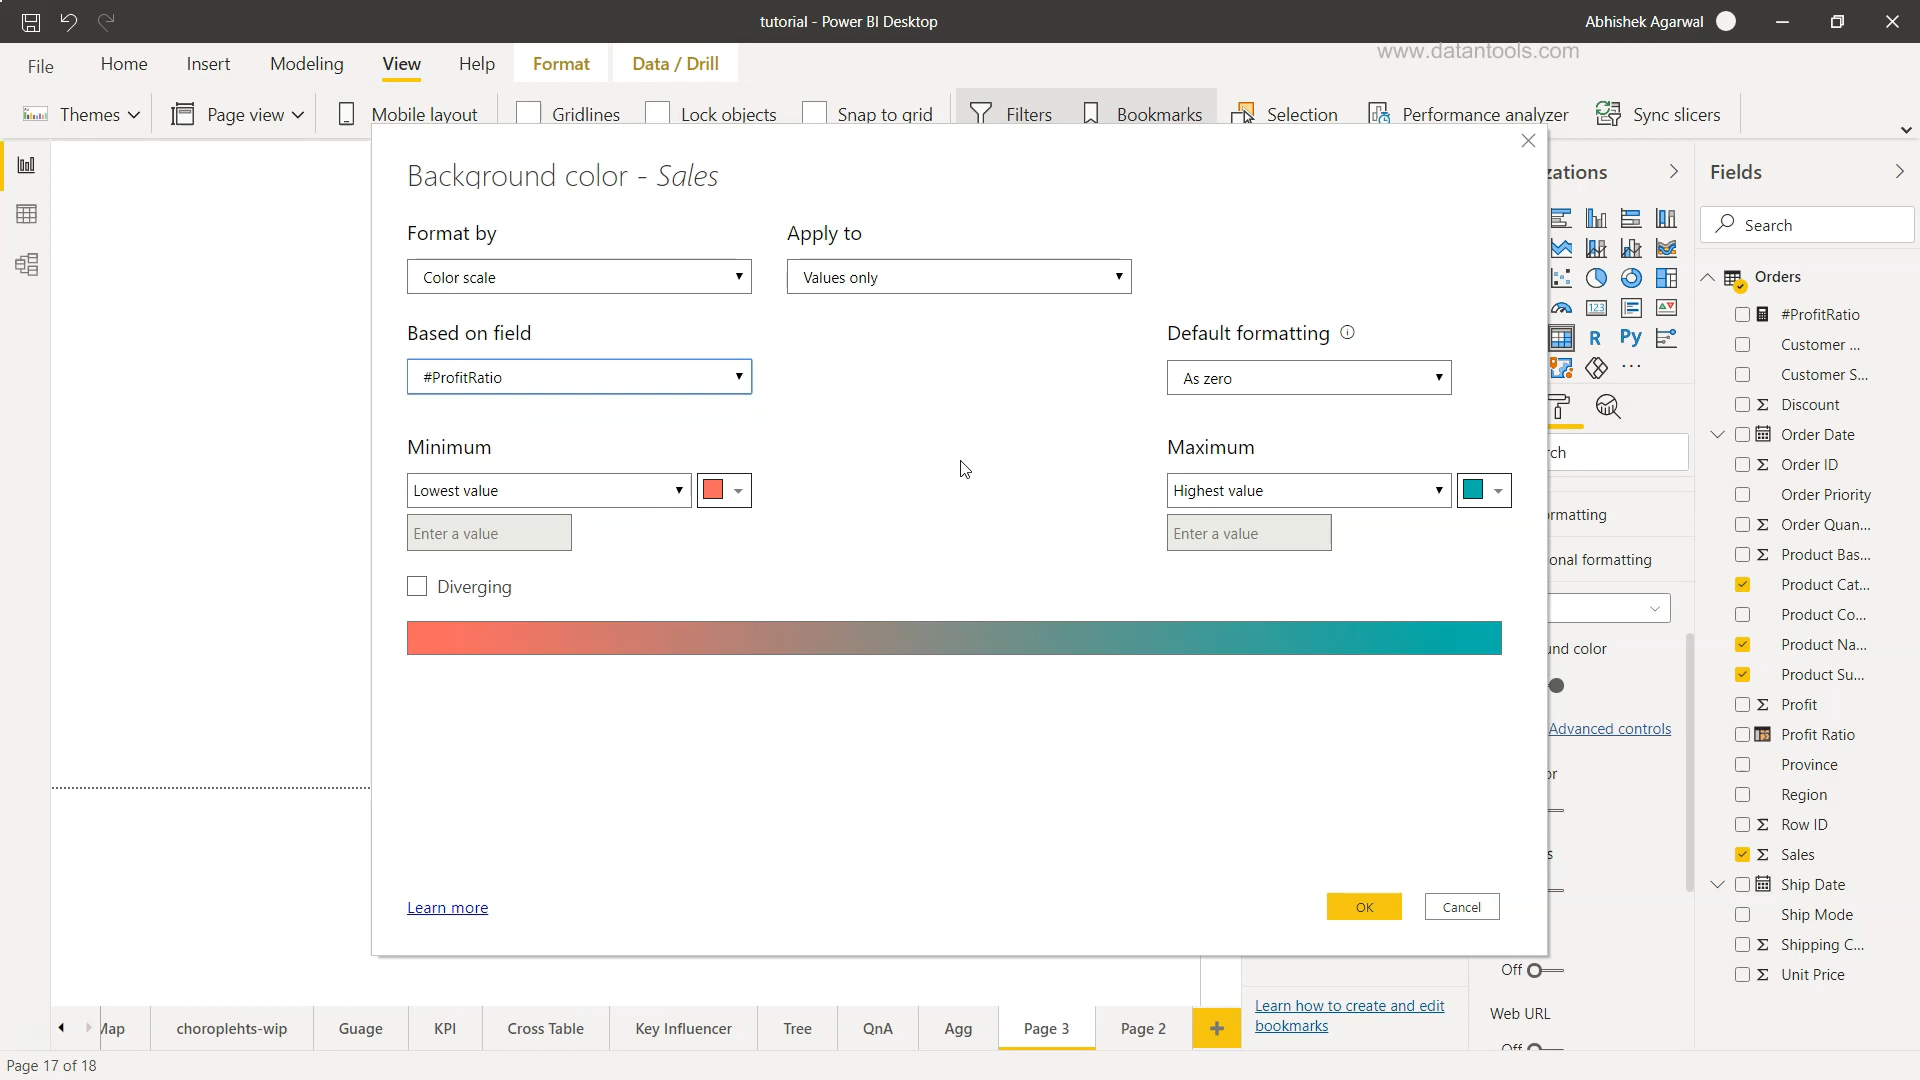 tutorial - Power BI Desktop
Abhishek Agarwal
www.datantools.com
File Home Insert Modeling View Help Format Data / Drill
Themes Page view Mobile layout Gridlines Lock objects Snap to grid Filters Bookmarks Selection Performance analyzer Sync slicers
Background color - Sales
Format by
Apply to
Color scale
Values only
Based on field
Default formatting
#ProfitRatio
As zero
Minimum
Maximum
Lowest value
Highest value
Enter a value
Enter a value
Diverging
Learn more
OK
Cancel
zations
123
R
Py
...
rch
rmatting
onal formatting
und color
Advanced controls
or
s
Off
Web URL
Off
Fields
Search
Orders
#ProfitRatio
Customer ...
Customer S...
Discount
Order Date
Order ID
Order Priority
Order Quan...
Product Bas...
Product Cat...
Product Co...
Product Na...
Product Su...
Profit
Profit Ratio
Province
Region
Row ID
Sales
Ship Date
Ship Mode
Shipping C...
Unit Price
Learn how to create and edit
bookmarks
Map choroplehts-wip Guage KPI Cross Table Key Influencer Tree QnA Agg Page 3 Page 2 +
Page 17 of 18